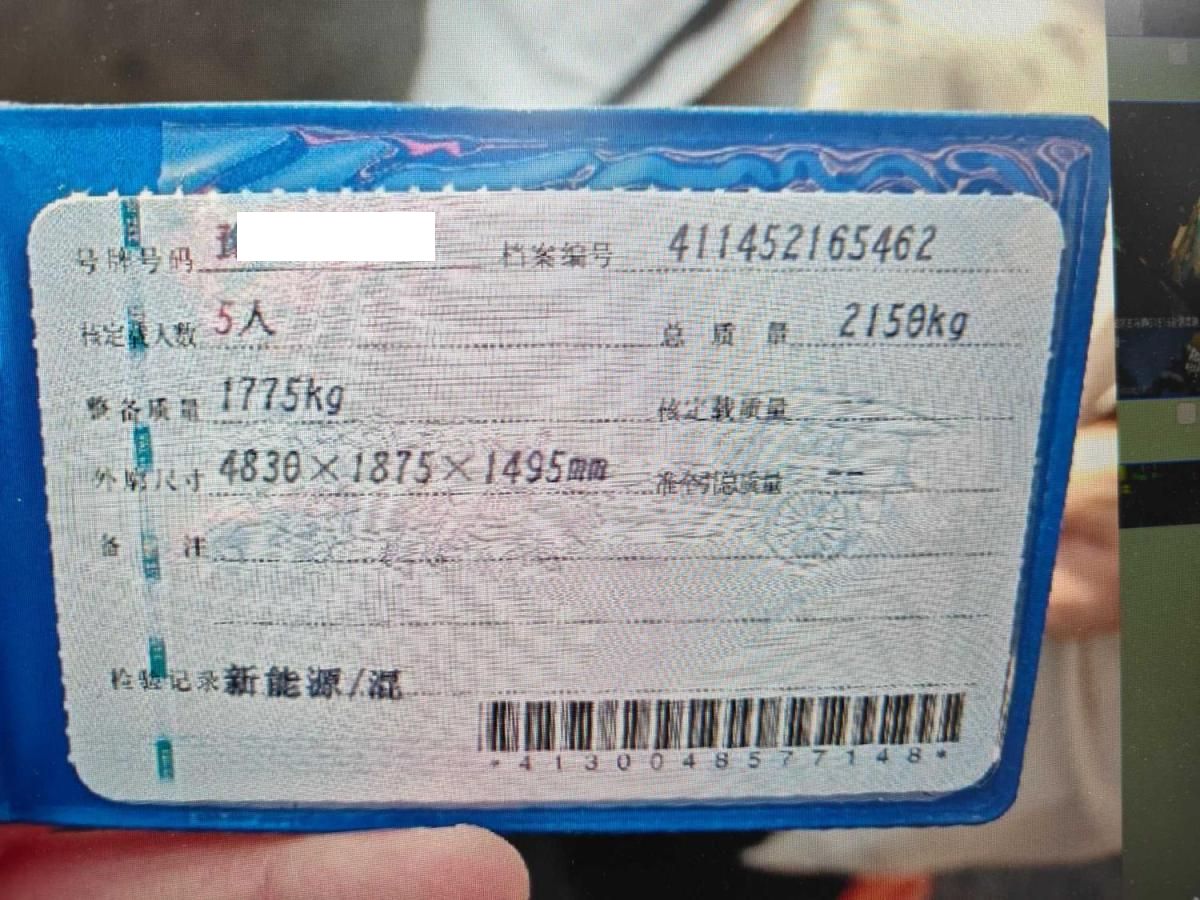 号牌号码 豫 档案编号 411452165462
核定载人数 5人 总质量 2150kg
整备质量 1775kg 核定载质量
外廓尺寸 4830×1875×1495mm 准牵引总质量 --
备注
检验记录 新能源/混
*4130048577148*